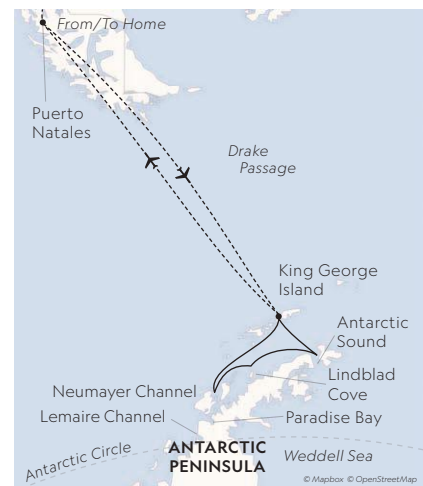 From/To Home
Puerto
Natales
Drake
Passage
King George
Island
Antarctic
Sound
Lindblad
Cove
Neumayer Channel
Lemaire Channel
Paradise Bay
ANTARCTIC
PENINSULA
Weddell Sea
Antarctic Circle
© Mapbox © OpenStreetMap